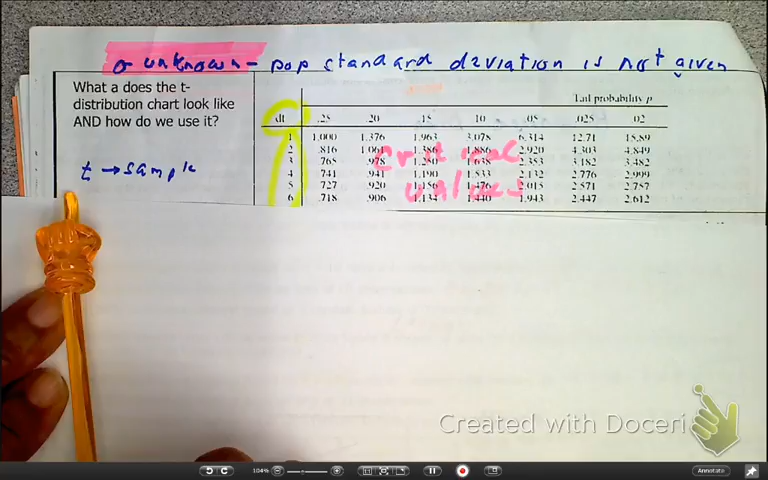 σ unknown - pop standard deviation is not given
What a does the t-
distribution chart look like
AND how do we use it?
t → sample
Tail probability p
df .25 .20 .15 .10 .05 .025 .02
1 1.000 1.376 1.963 3.078 6.314 12.71 15.89
2 .816 1.061 1.386 1.886 2.920 4.303 4.849
3 .765 .978 1.250 1.638 2.353 3.182 3.482
4 .741 .941 1.190 1.533 2.132 2.776 2.999
5 .727 .920 1.156 1.476 2.015 2.571 2.757
6 .718 .906 1.134 1.440 1.943 2.447 2.612
critical
values
Created with Doceri
104%
Annotate